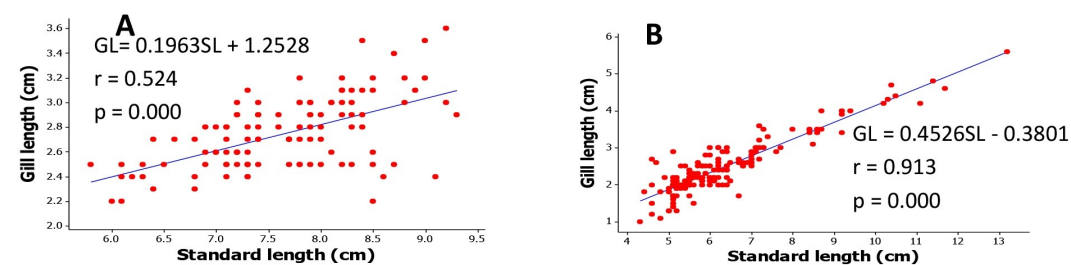 A
GL= 0.1963SL + 1.2528
r = 0.524
p = 0.000
3.6
3.4
3.2
3.0
2.8
2.6
2.4
2.2
2.0
Gill length (cm)
6.0 6.5 7.0 7.5 8.0 8.5 9.0 9.5
Standard length (cm)
B
GL = 0.4526SL - 0.3801
r = 0.913
p = 0.000
6
5
4
3
2
1
Gill length (cm)
4 5 6 7 8 9 10 11 12 13
Standard length (cm)